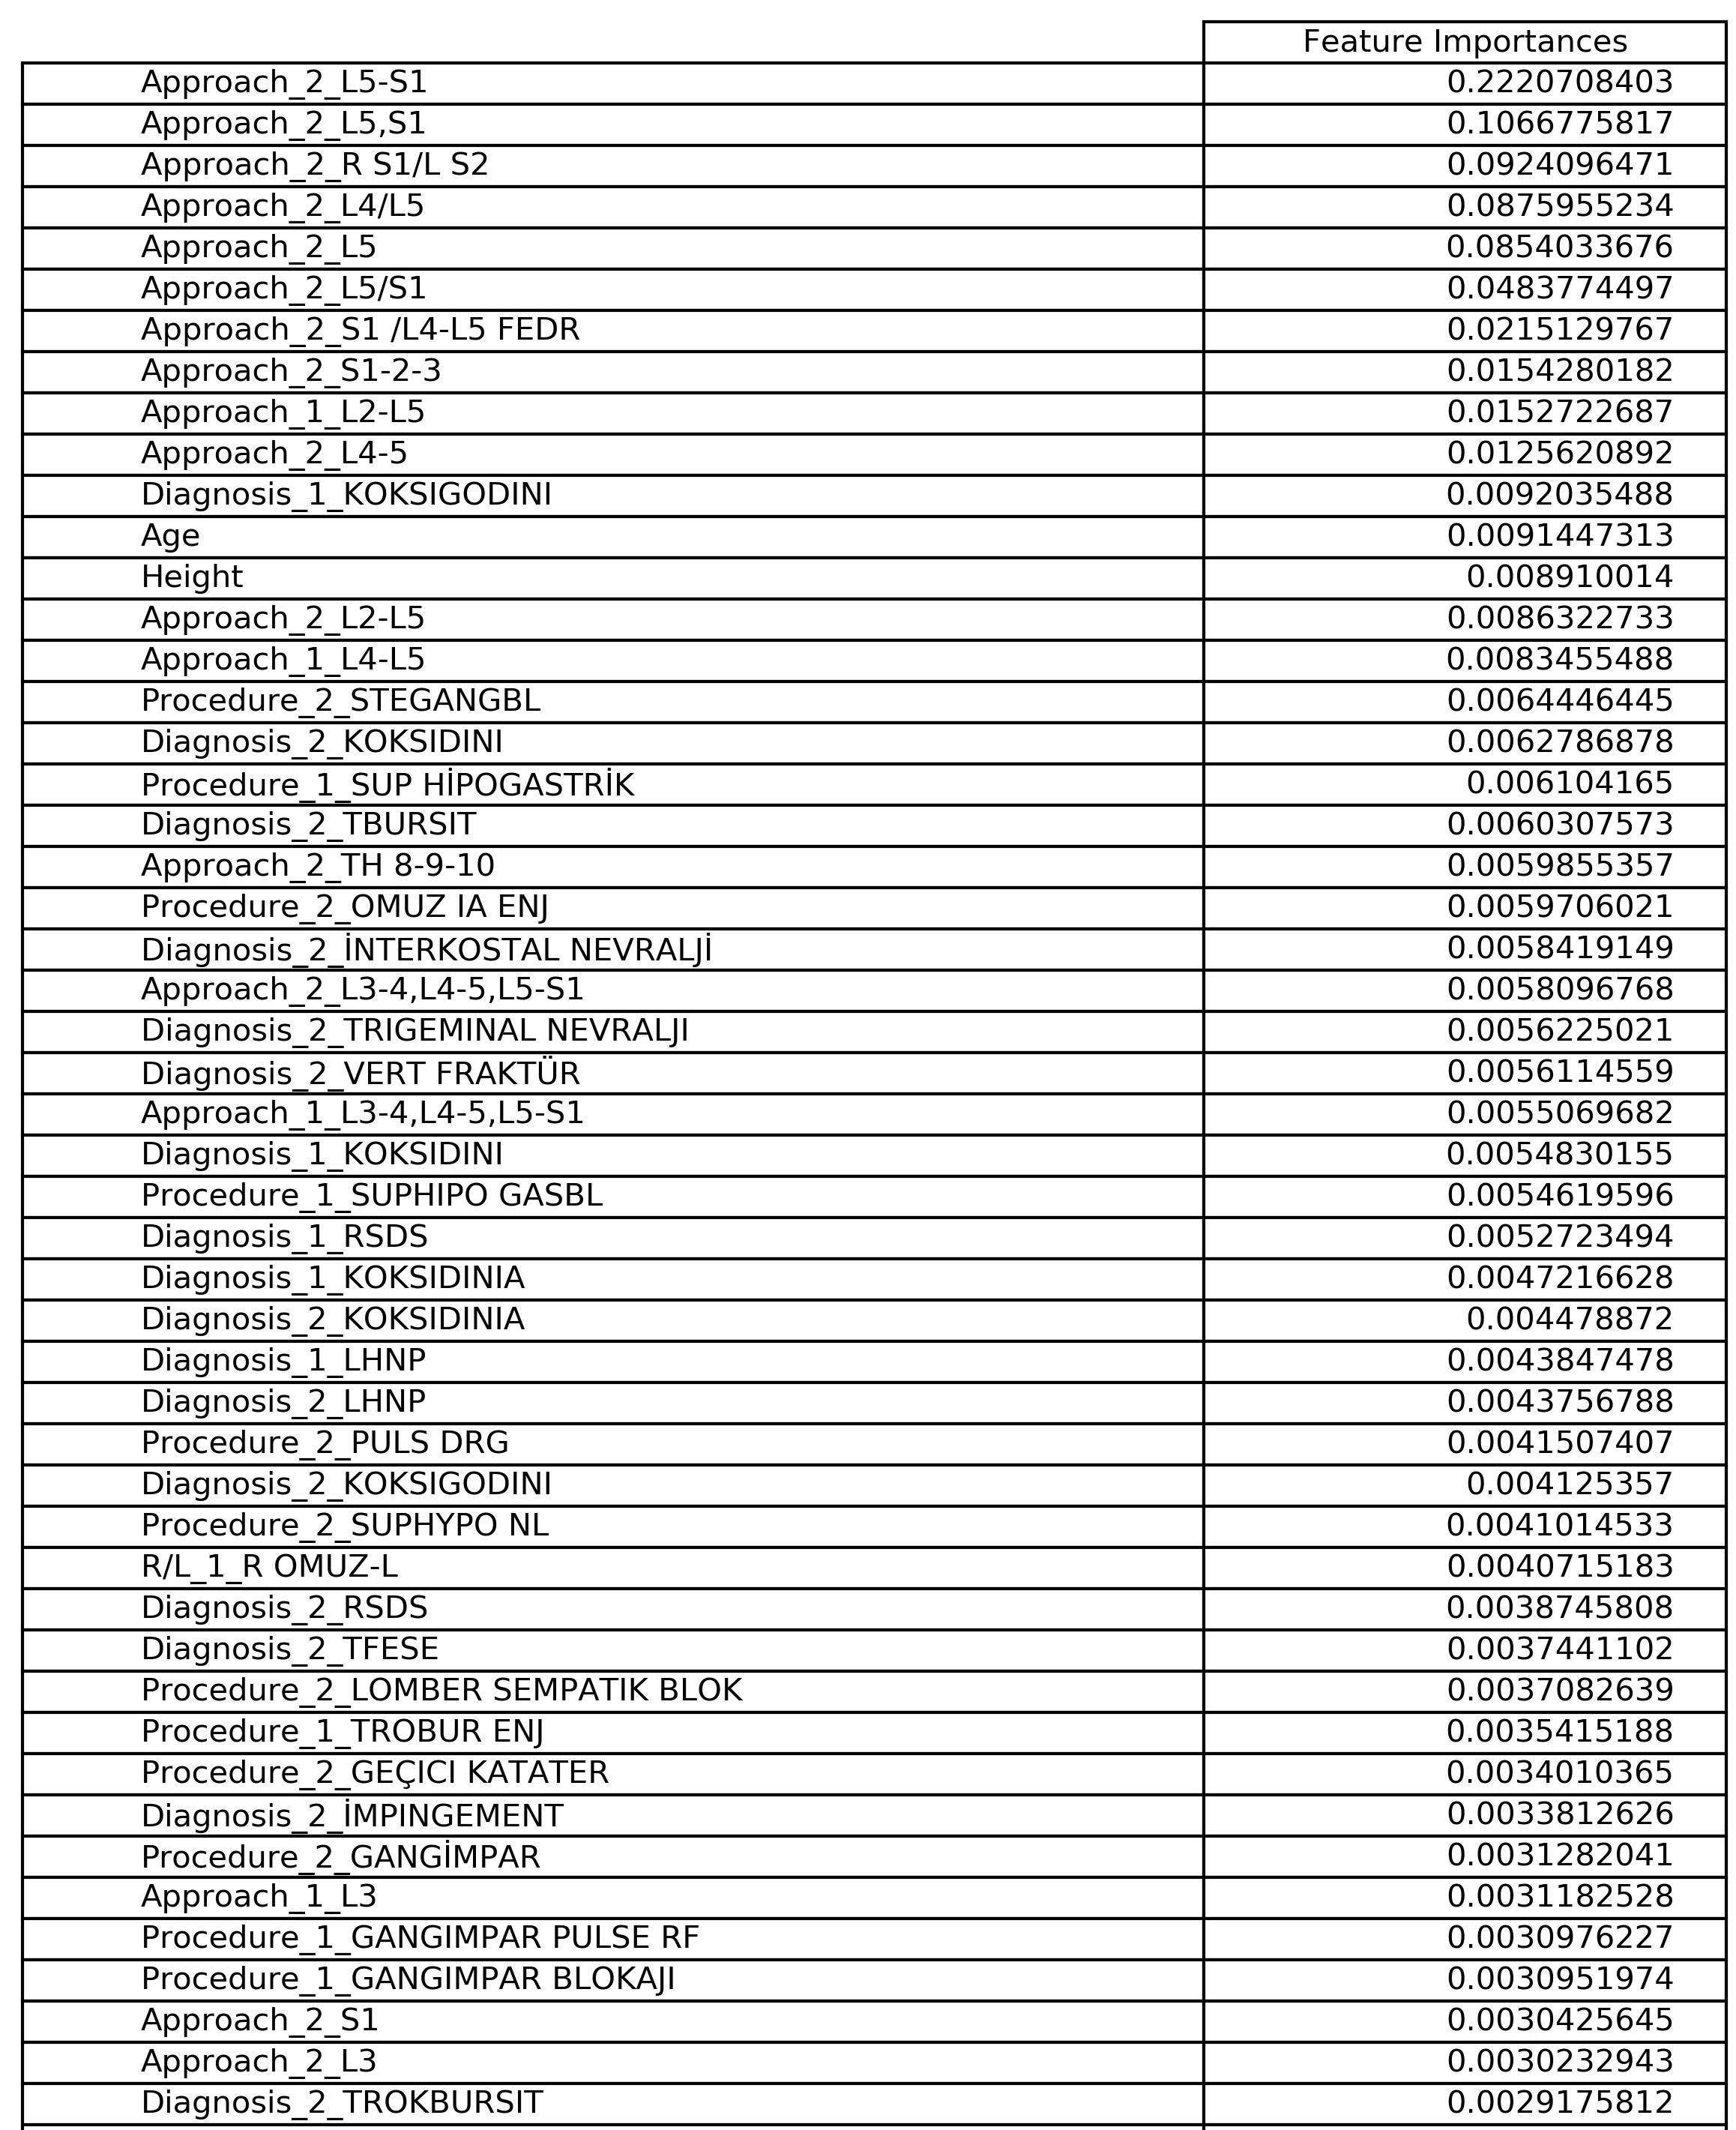 Feature Importances
Approach_2_L5-S1 0.2220708403
Approach_2_L5,S1 0.1066775817
Approach_2_R S1/L S2 0.0924096471
Approach_2_L4/L5 0.0875955234
Approach_2_L5 0.0854033676
Approach_2_L5/S1 0.0483774497
Approach_2_S1 /L4-L5 FEDR 0.0215129767
Approach_2_S1-2-3 0.0154280182
Approach_1_L2-L5 0.0152722687
Approach_2_L4-5 0.0125620892
Diagnosis_1_KOKSIGODINI 0.0092035488
Age 0.0091447313
Height 0.008910014
Approach_2_L2-L5 0.0086322733
Approach_1_L4-L5 0.0083455488
Procedure_2_STEGANGBL 0.0064446445
Diagnosis_2_KOKSIDINI 0.0062786878
Procedure_1_SUP HİPOGASTRİK 0.006104165
Diagnosis_2_TBURSIT 0.0060307573
Approach_2_TH 8-9-10 0.0059855357
Procedure_2_OMUZ IA ENJ 0.0059706021
Diagnosis_2_İNTERKOSTAL NEVRALJİ 0.0058419149
Approach_2_L3-4,L4-5,L5-S1 0.0058096768
Diagnosis_2_TRIGEMINAL NEVRALJI 0.0056225021
Diagnosis_2_VERT FRAKTÜR 0.0056114559
Approach_1_L3-4,L4-5,L5-S1 0.0055069682
Diagnosis_1_KOKSIDINI 0.0054830155
Procedure_1_SUPHIPO GASBL 0.0054619596
Diagnosis_1_RSDS 0.0052723494
Diagnosis_1_KOKSIDINIA 0.0047216628
Diagnosis_2_KOKSIDINIA 0.004478872
Diagnosis_1_LHNP 0.0043847478
Diagnosis_2_LHNP 0.0043756788
Procedure_2_PULS DRG 0.0041507407
Diagnosis_2_KOKSIGODINI 0.004125357
Procedure_2_SUPHYPO NL 0.0041014533
R/L_1_R OMUZ-L 0.0040715183
Diagnosis_2_RSDS 0.0038745808
Diagnosis_2_TFESE 0.0037441102
Procedure_2_LOMBER SEMPATIK BLOK 0.0037082639
Procedure_1_TROBUR ENJ 0.0035415188
Procedure_2_GEÇICI KATATER 0.0034010365
Diagnosis_2_İMPINGEMENT 0.0033812626
Procedure_2_GANGİMPAR 0.0031282041
Approach_1_L3 0.0031182528
Procedure_1_GANGIMPAR PULSE RF 0.0030976227
Procedure_1_GANGIMPAR BLOKAJI 0.0030951974
Approach_2_S1 0.0030425645
Approach_2_L3 0.0030232943
Diagnosis_2_TROKBURSIT 0.0029175812